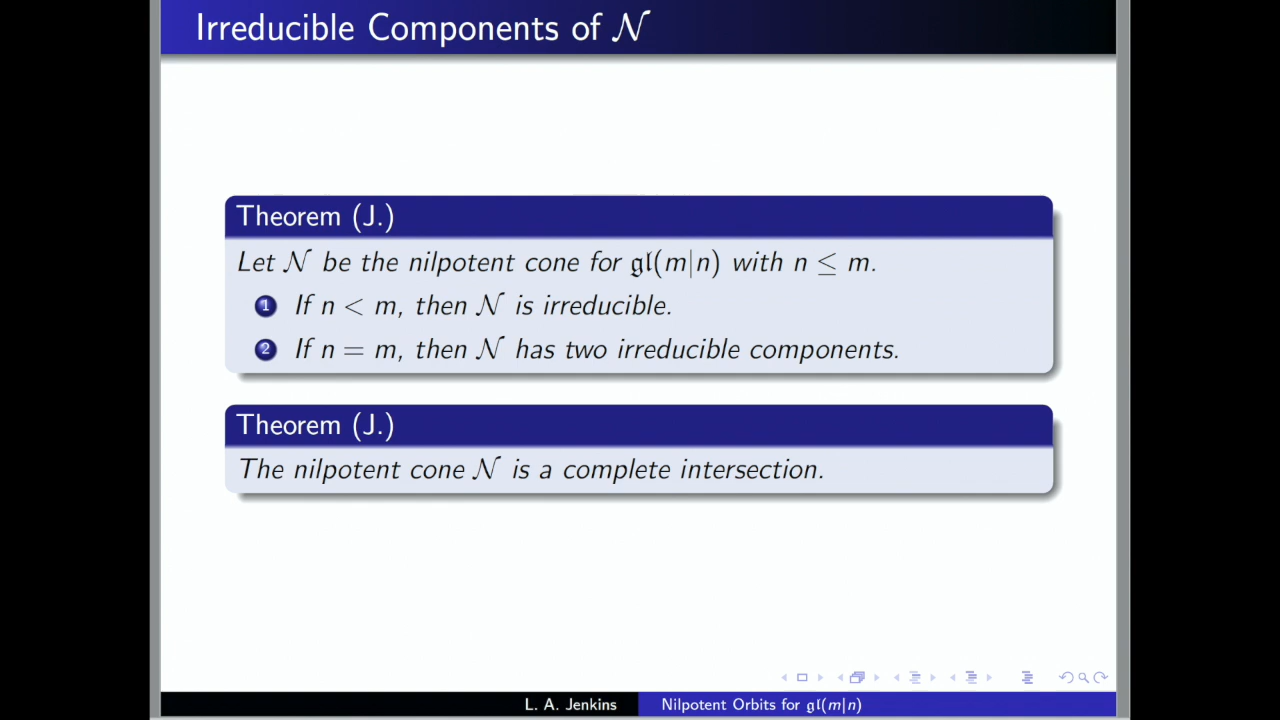 Irreducible Components of 𝒩
Theorem (J.)
Let 𝒩 be the nilpotent cone for 𝔤𝔩(m|n) with n ≤ m.
1 If n < m, then 𝒩 is irreducible.
2 If n = m, then 𝒩 has two irreducible components.
Theorem (J.)
The nilpotent cone 𝒩 is a complete intersection.
L. A. Jenkins Nilpotent Orbits for 𝔤𝔩(m|n)